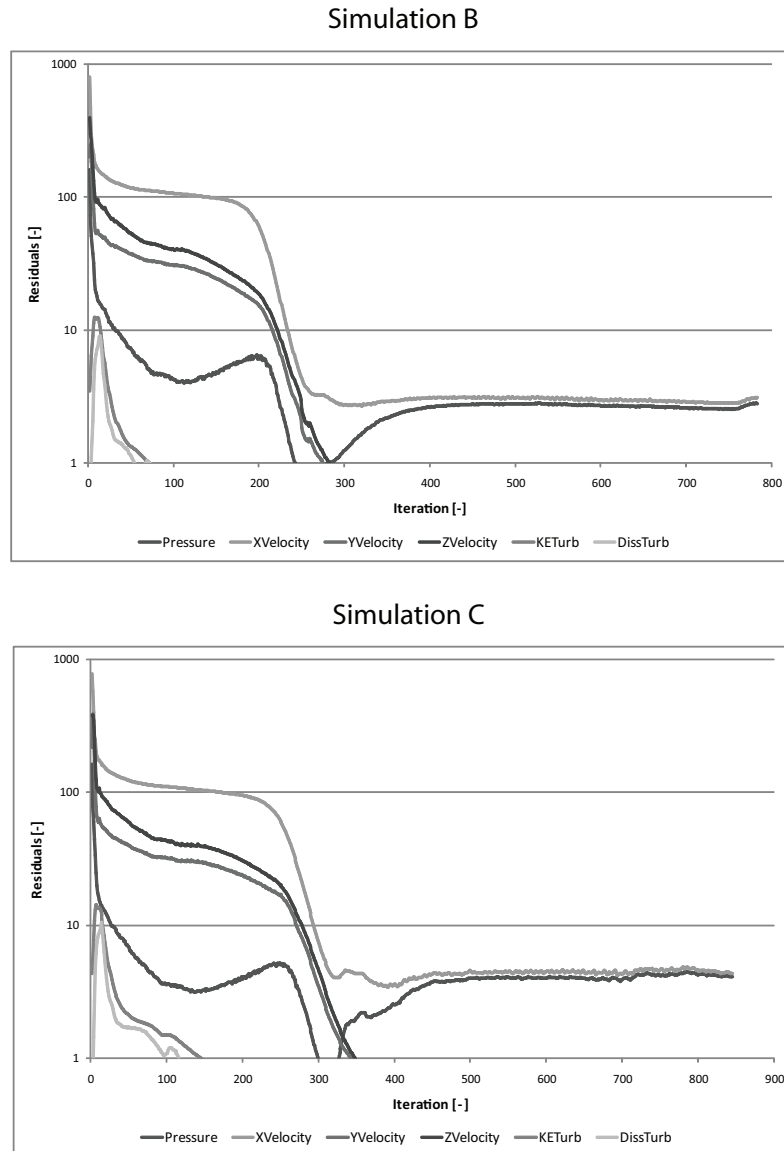 Simulation B
1000
100
10
1
Residuals [-]
0 100 200 300 400 500 600 700 800
Iteration [-]
Pressure XVelocity YVelocity ZVelocity KETurb DissTurb
Simulation C
1000
100
10
1
Residuals [-]
0 100 200 300 400 500 600 700 800 900
Iteration [-]
Pressure XVelocity YVelocity ZVelocity KETurb DissTurb